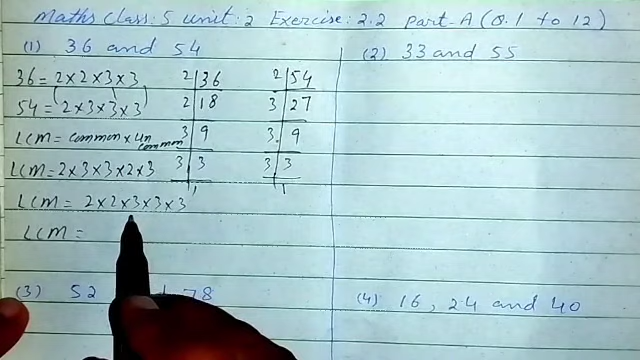 Maths Class: 5 unit: 2 Exercise: 2.2 part-A (Q.1 to 12)
(1) 36 and 54
36 = 2×2×3×3
54 = 2×3×3×3
LCM = common × un common
LCM = 2×3×3×2×3
LCM = 2×2×3×3×3
LCM =
2 36
2 18
3 9
3 3
1
2 54
3 27
3 9
3 3
1
(2) 33 and 55
(3) 52 78
(4) 16, 24 and 40